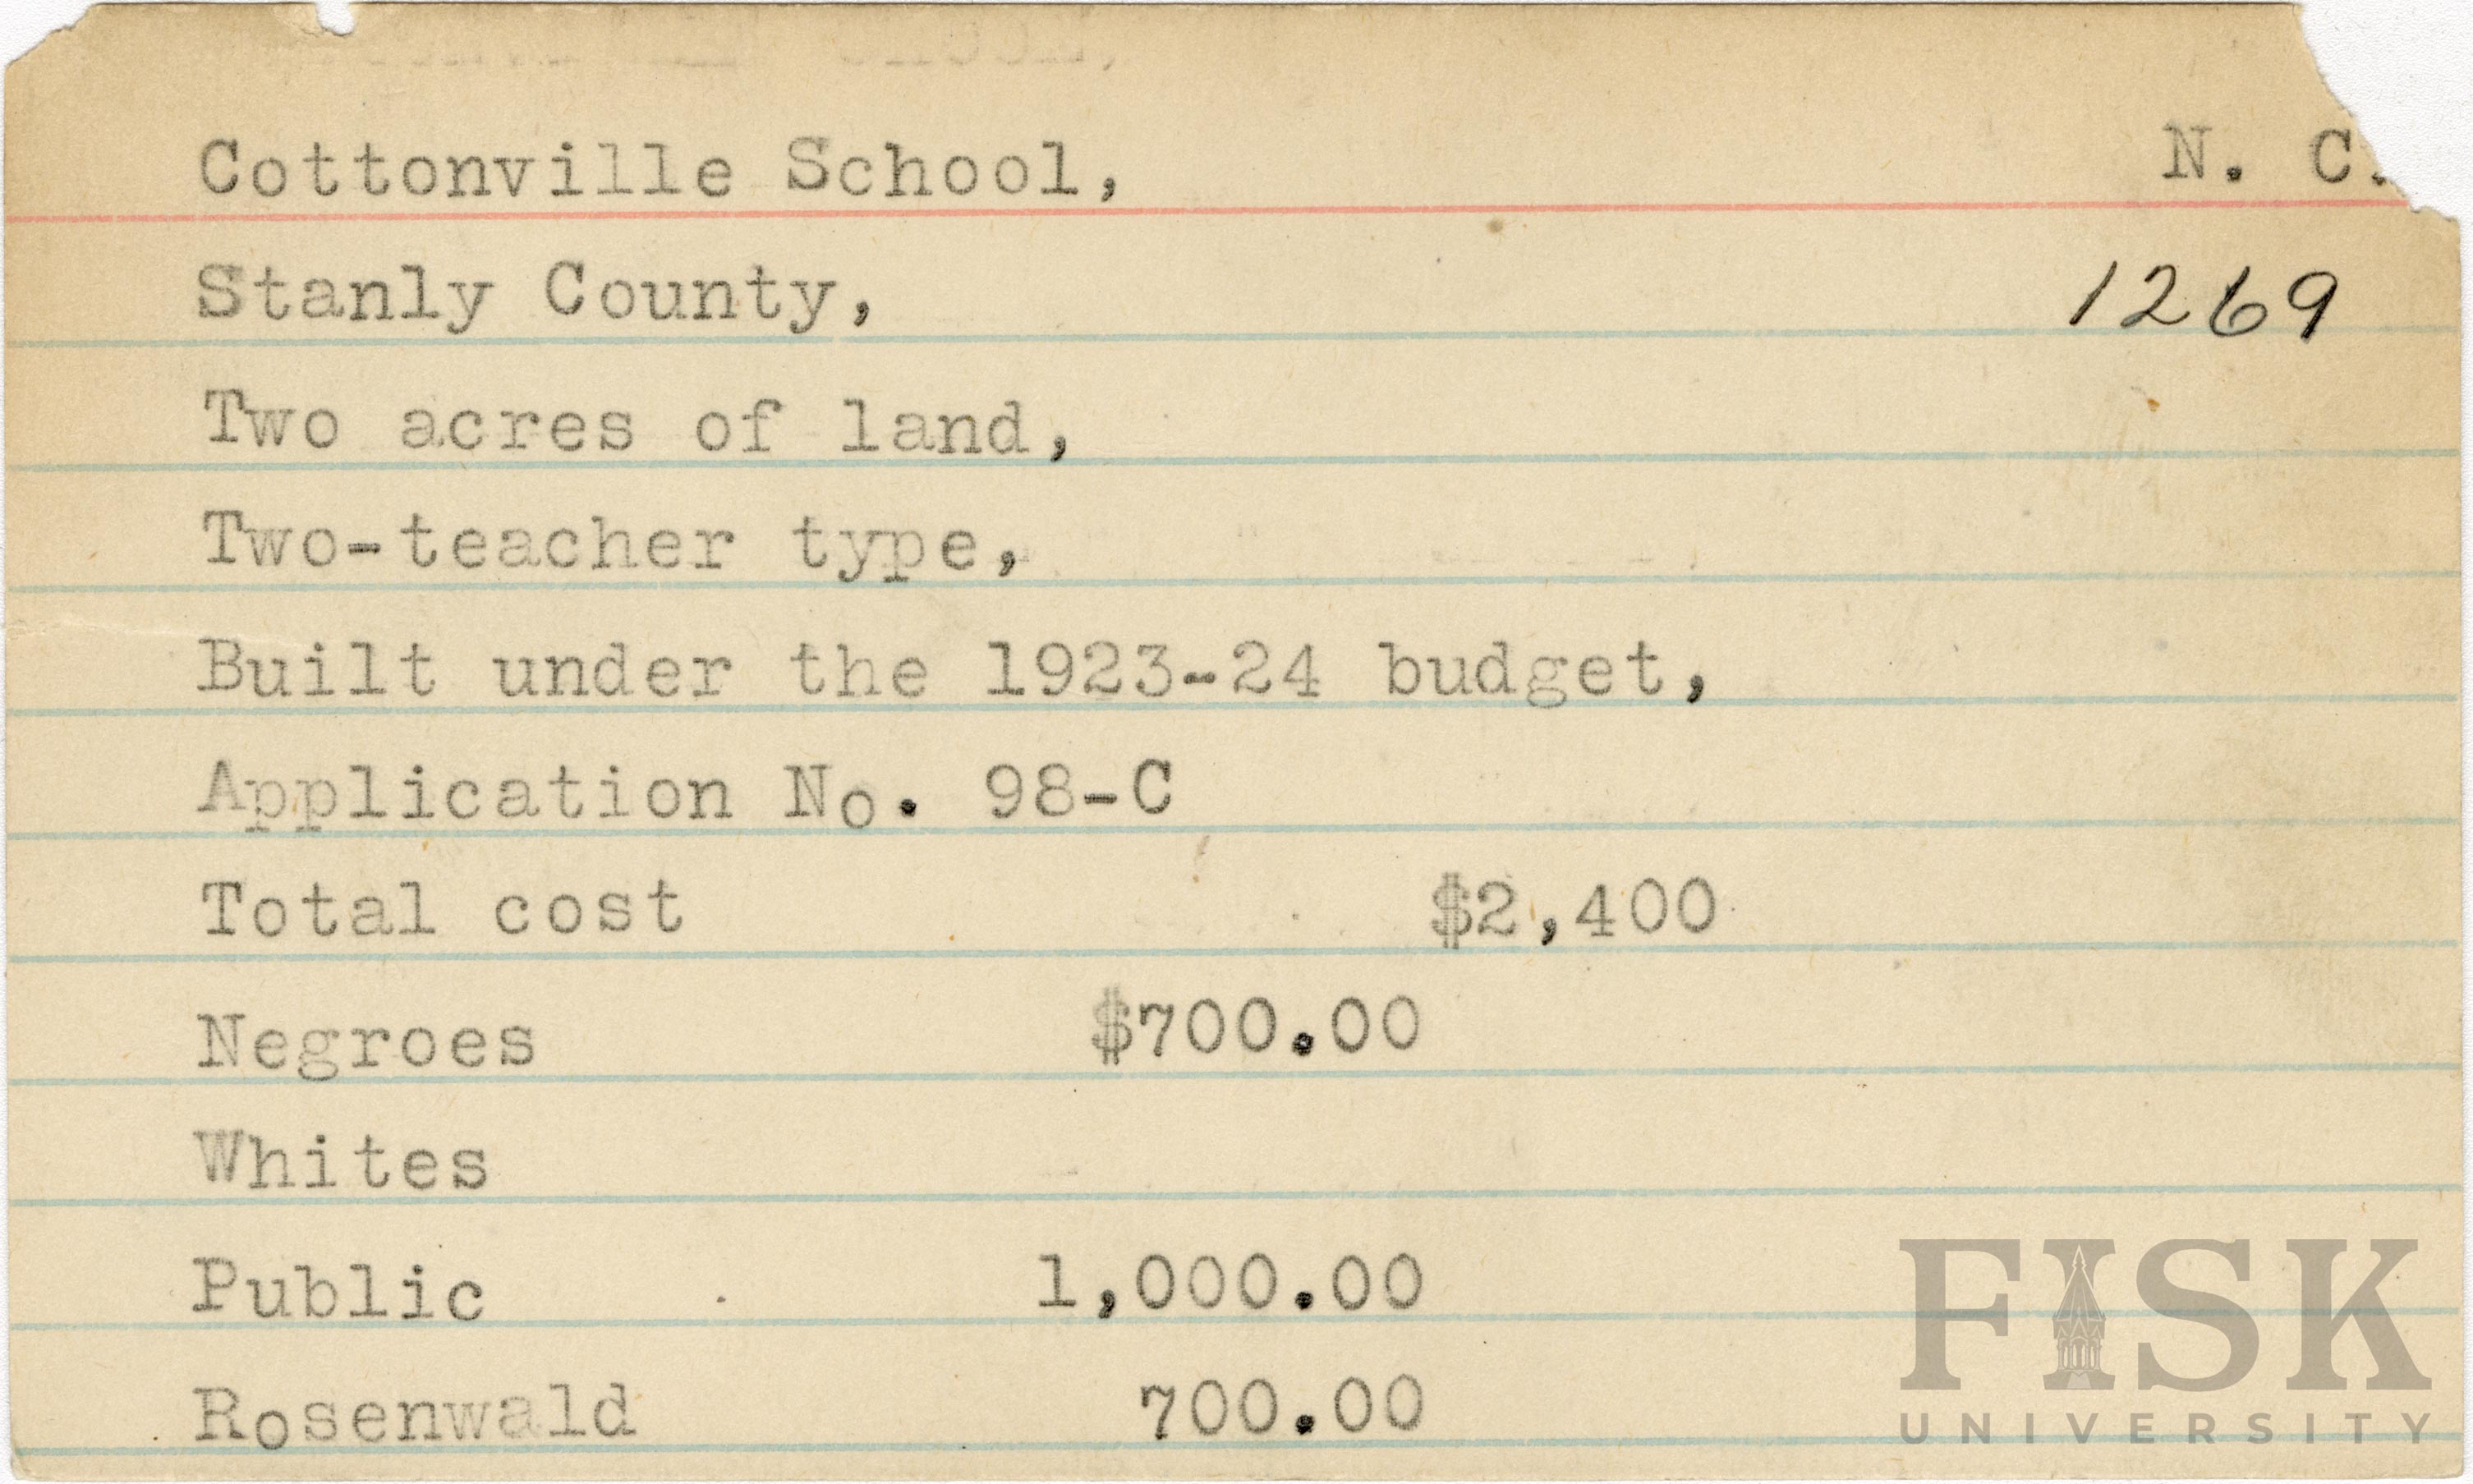 Cottonville School, N. C.
Stanly County, 1269
Two acres of land,
Two-teacher type,
Built under the 1923-24 budget,
Application No. 98-C
Total cost $2,400
Negroes $700.00
Whites
Public 1,000.00
Rosenwald 700.00
FISK
UNIVERSITY